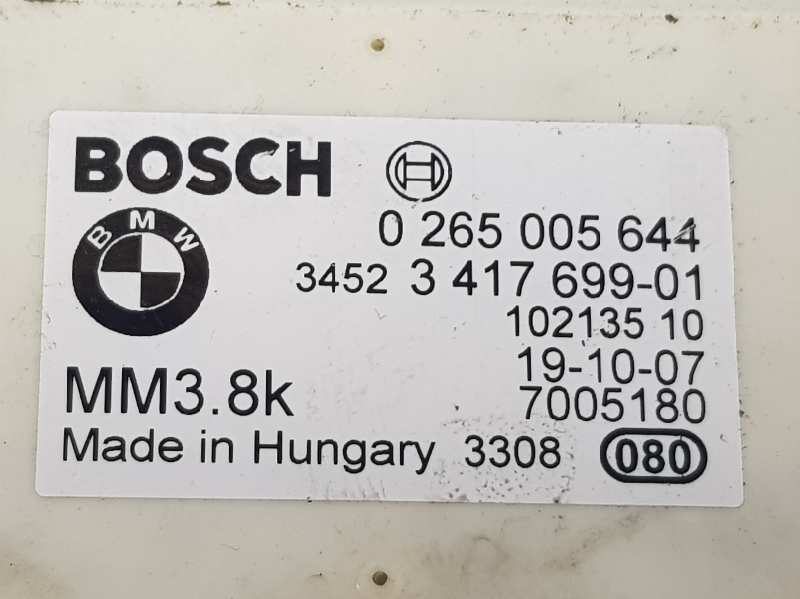 BOSCH
BMW
0 265 005 644
3452 3 417 699-01
102135 10
19-10-07
MM3.8k
7005180
Made in Hungary 3308 080